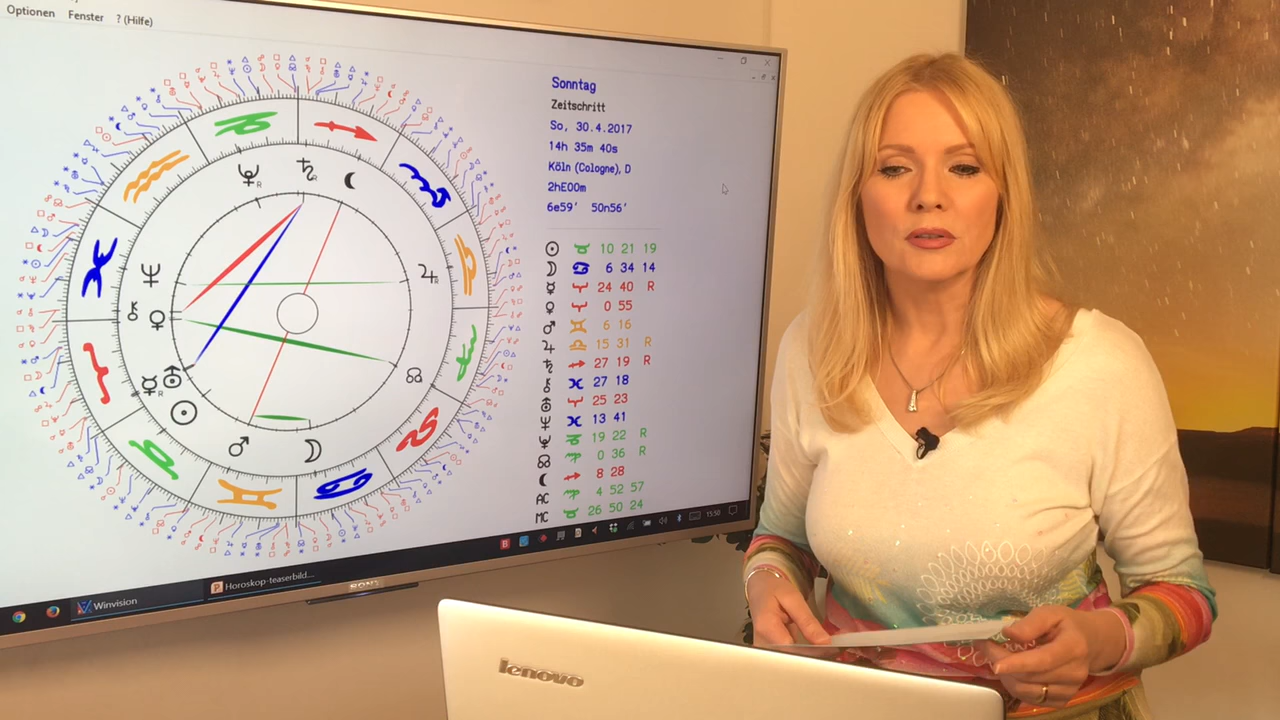 Optionen Fenster ? (Hilfe)
Sonntag
Zeitschritt
So, 30.4.2017
14h 35m 40s
Köln (Cologne), D
2hE00m
6e59' 50n56'
10 21 19
6 34 14
24 40 R
0 55
6 16
15 31 R
27 19 R
27 18
25 23
13 41
19 22 R
0 36 R
8 28
AC 4 52 57
MC 26 50 24
15:50
Horoskop-teaserbild...
Winvision
SONY
lenovo